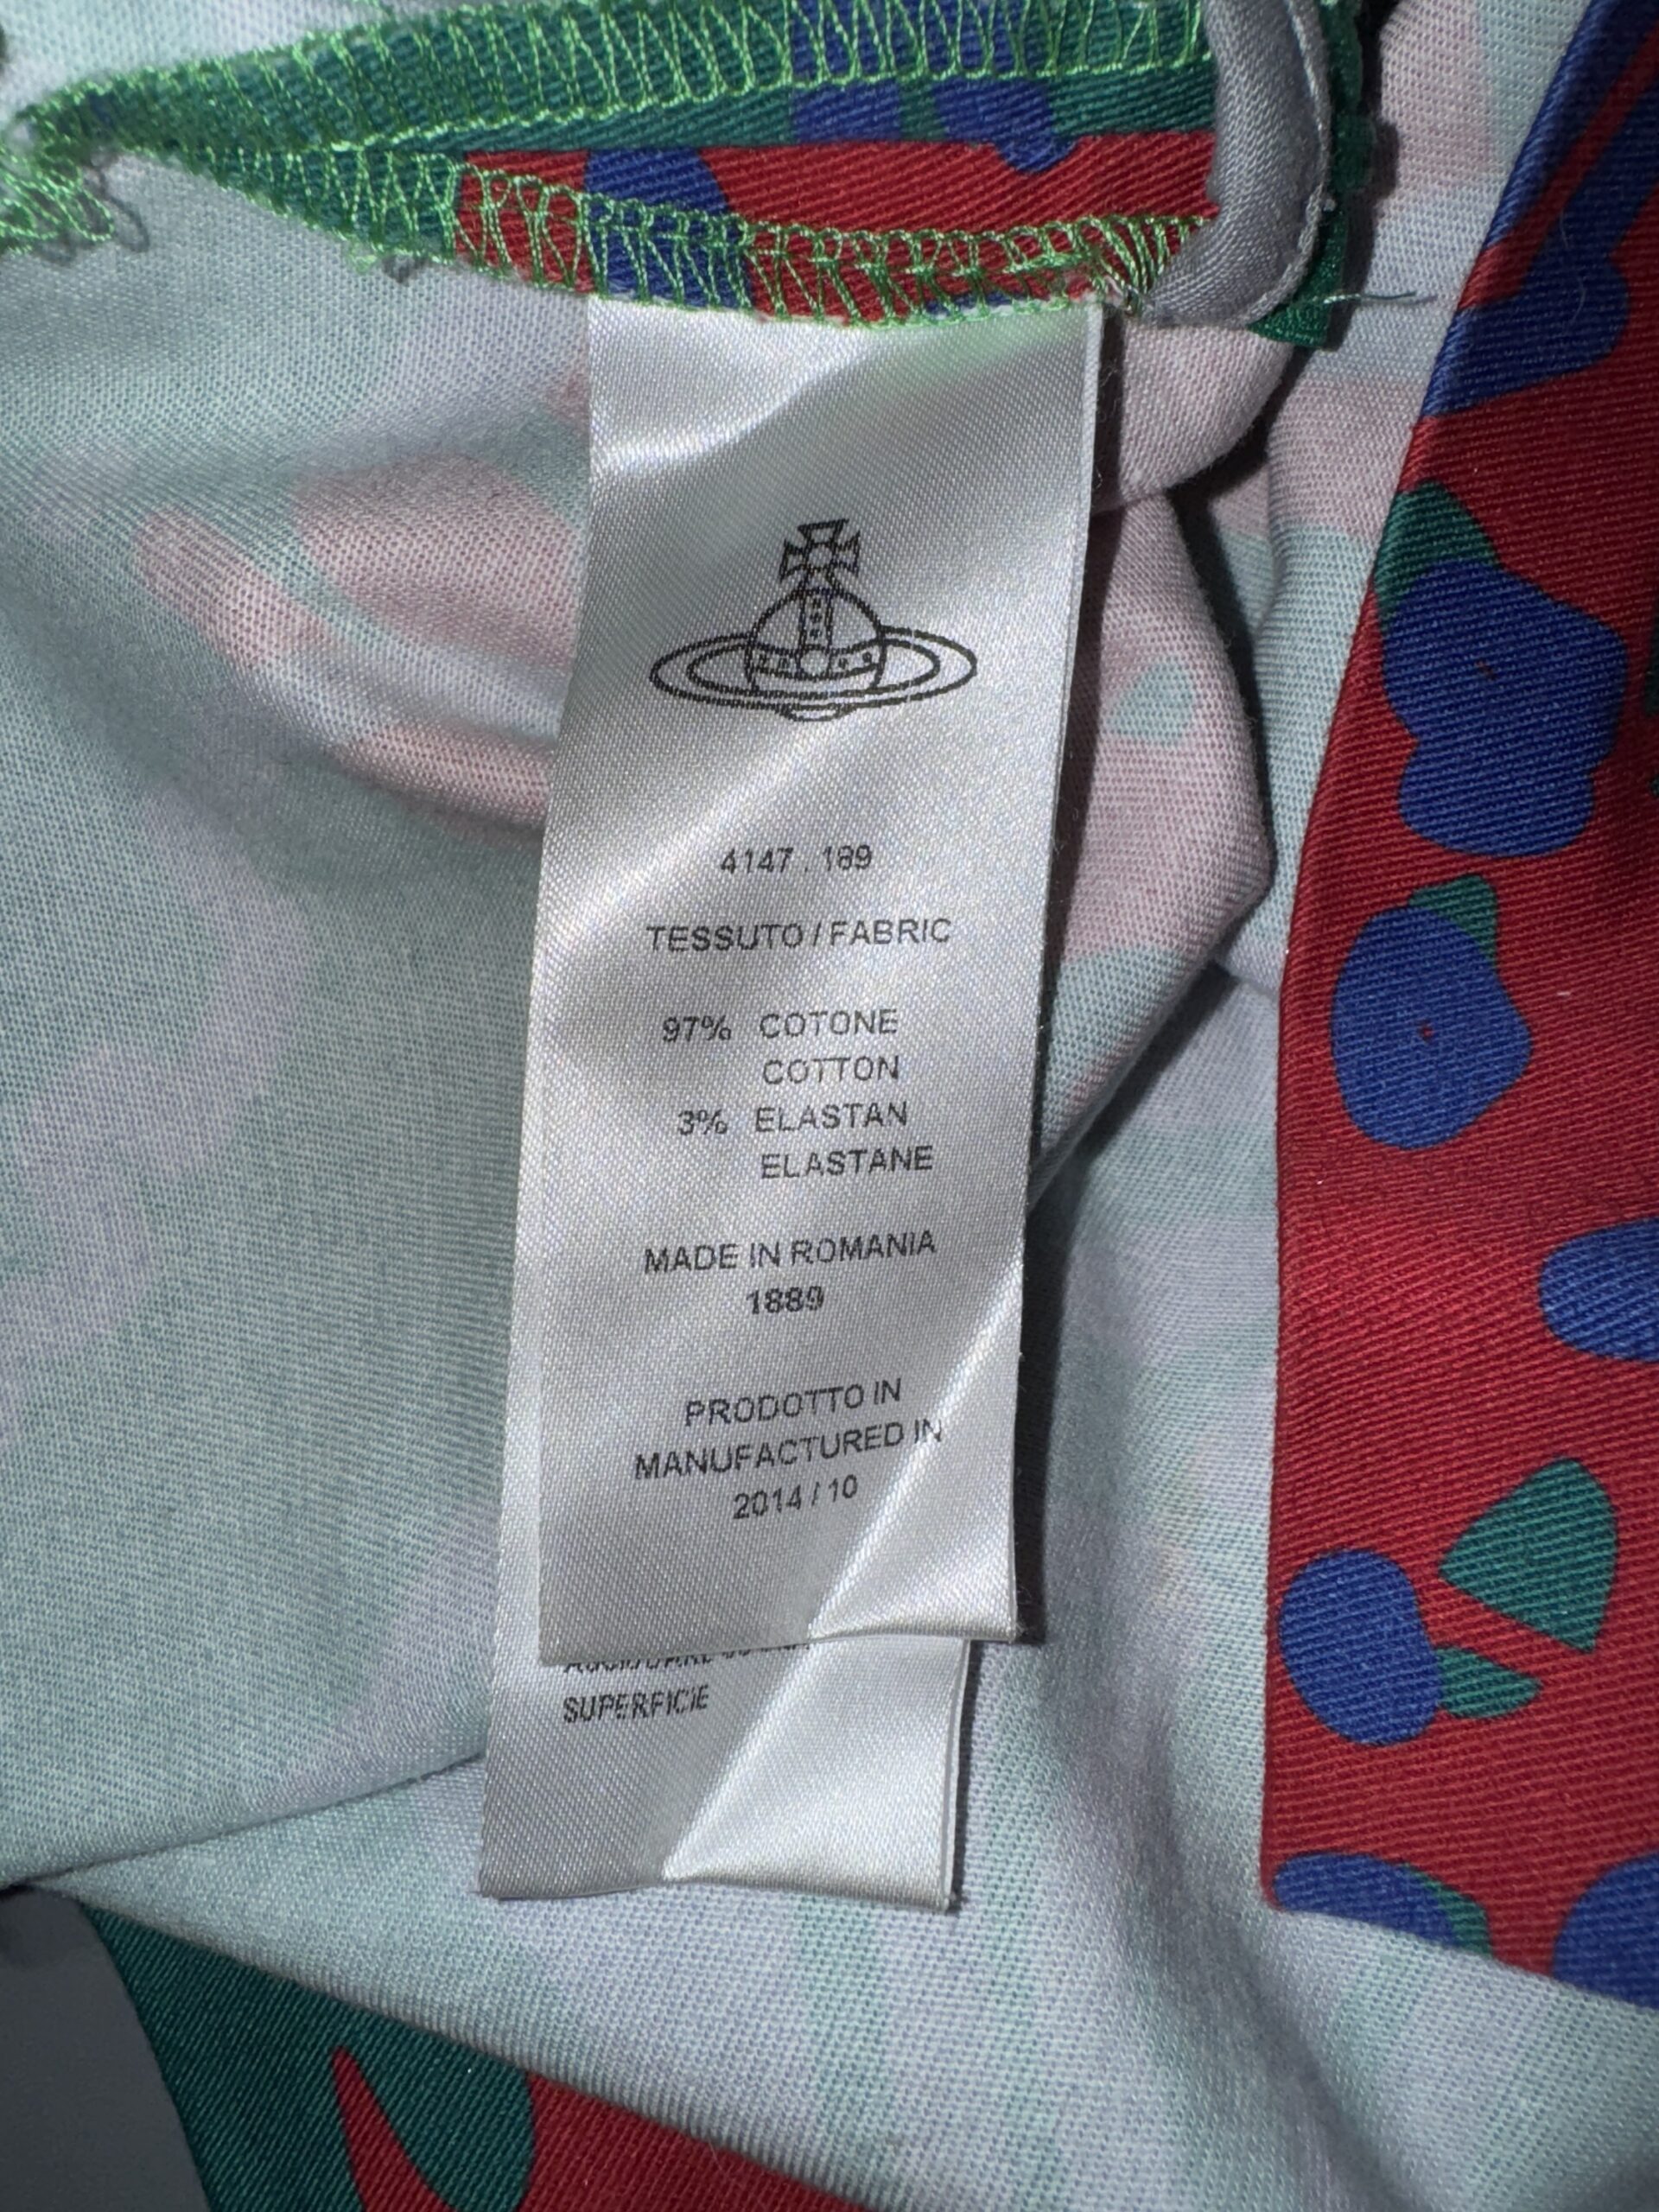 4147 . 189
TESSUTO / FABRIC
97% COTONE
COTTON
3% ELASTAN
ELASTANE
MADE IN ROMANIA
1889
PRODOTTO IN
MANUFACTURED IN
2014 / 10
SUPERFICIE